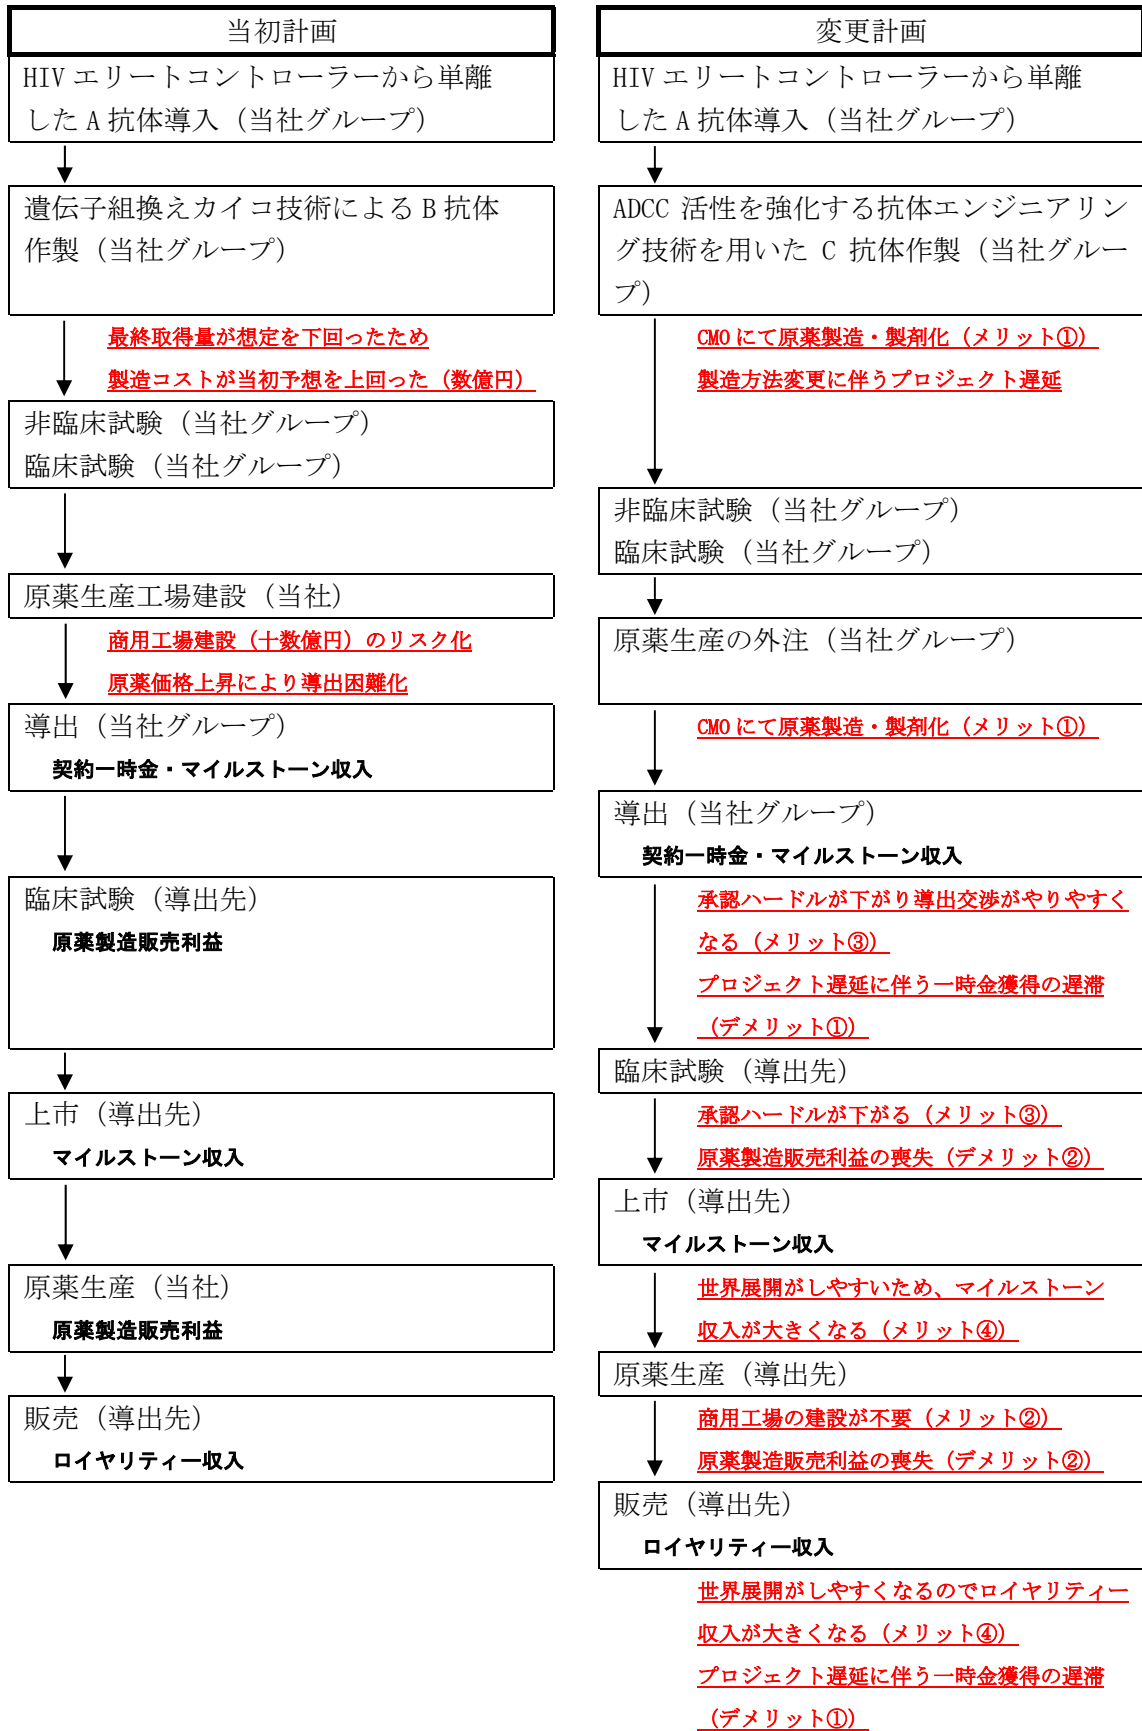 当初計画
HIVエリートコントローラーから単離
したA抗体導入（当社グループ）
遺伝子組換えカイコ技術によるB抗体
作製（当社グループ）
最終取得量が想定を下回ったため
製造コストが当初予想を上回った（数億円）
非臨床試験（当社グループ）
臨床試験（当社グループ）
原薬生産工場建設（当社）
商用工場建設（十数億円）のリスク化
原薬価格上昇により導出困難化
導出（当社グループ）
契約一時金・マイルストーン収入
臨床試験（導出先）
原薬製造販売利益
上市（導出先）
マイルストーン収入
原薬生産（当社）
原薬製造販売利益
販売（導出先）
ロイヤリティー収入
変更計画
HIVエリートコントローラーから単離
したA抗体導入（当社グループ）
ADCC 活性を強化する抗体エンジニアリン
グ技術を用いた C 抗体作製（当社グルー
プ）
CMOにて原薬製造・製剤化（メリット①）
製造方法変更に伴うプロジェクト遅延
非臨床試験（当社グループ）
臨床試験（当社グループ）
原薬生産の外注（当社グループ）
CMOにて原薬製造・製剤化（メリット①）
導出（当社グループ）
契約一時金・マイルストーン収入
承認ハードルが下がり導出交渉がやりやすく
なる（メリット③）
プロジェクト遅延に伴う一時金獲得の遅滞
（デメリット①）
臨床試験（導出先）
承認ハードルが下がる（メリット③）
原薬製造販売利益の喪失（デメリット②）
上市（導出先）
マイルストーン収入
世界展開がしやすいため、マイルストーン
収入が大きくなる（メリット④）
原薬生産（導出先）
商用工場の建設が不要（メリット②）
原薬製造販売利益の喪失（デメリット②）
販売（導出先）
ロイヤリティー収入
世界展開がしやすくなるのでロイヤリティー
収入が大きくなる（メリット④）
プロジェクト遅延に伴う一時金獲得の遅滞
（デメリット①）